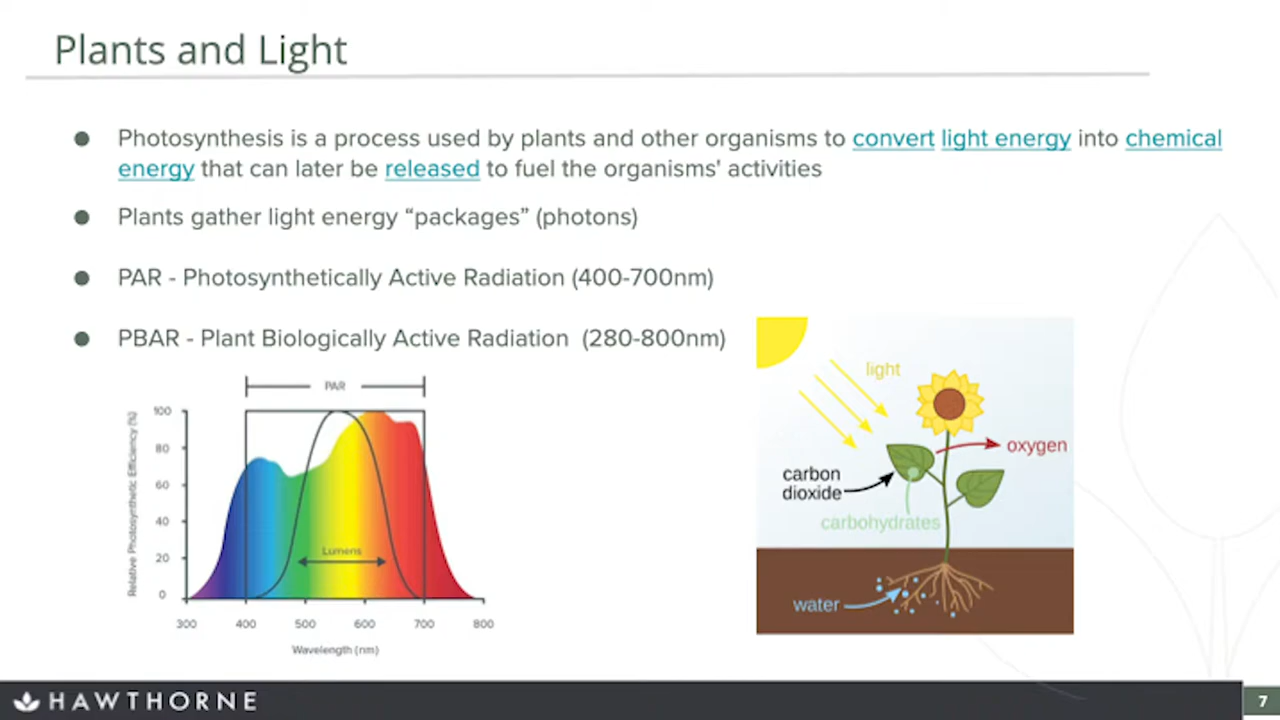 Plants and Light
● Photosynthesis is a process used by plants and other organisms to convert light energy into chemical
energy that can later be released to fuel the organisms' activities
● Plants gather light energy “packages” (photons)
● PAR - Photosynthetically Active Radiation (400-700nm)
● PBAR - Plant Biologically Active Radiation (280-800nm)
PAR
Relative Photosynthetic Efficiency (%)
100
80
60
40
20
0
Lumens
300 400 500 600 700 800
Wavelength (nm)
light
oxygen
carbon
dioxide
carbohydrates
water
HAWTHORNE
7